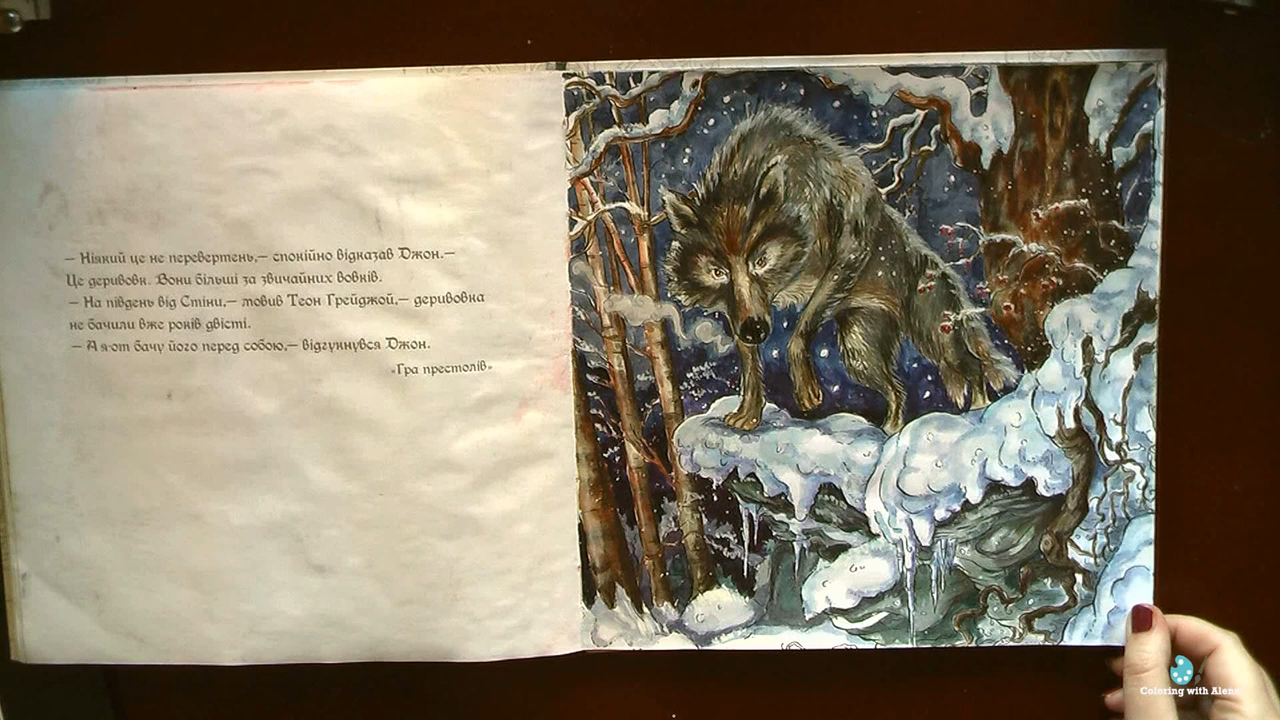 — Ніякий це не перевертень,— спокійно відказав Джон.—
Це деривовк. Вони більші за звичайних вовків.
— На південь від Стіни,— мовив Теон Грейджой,— деривовка
не бачили вже років двісті.
— А я от бачу його перед собою,— відгукнувся Джон.
«Гра престолів»
Coloring with Alena